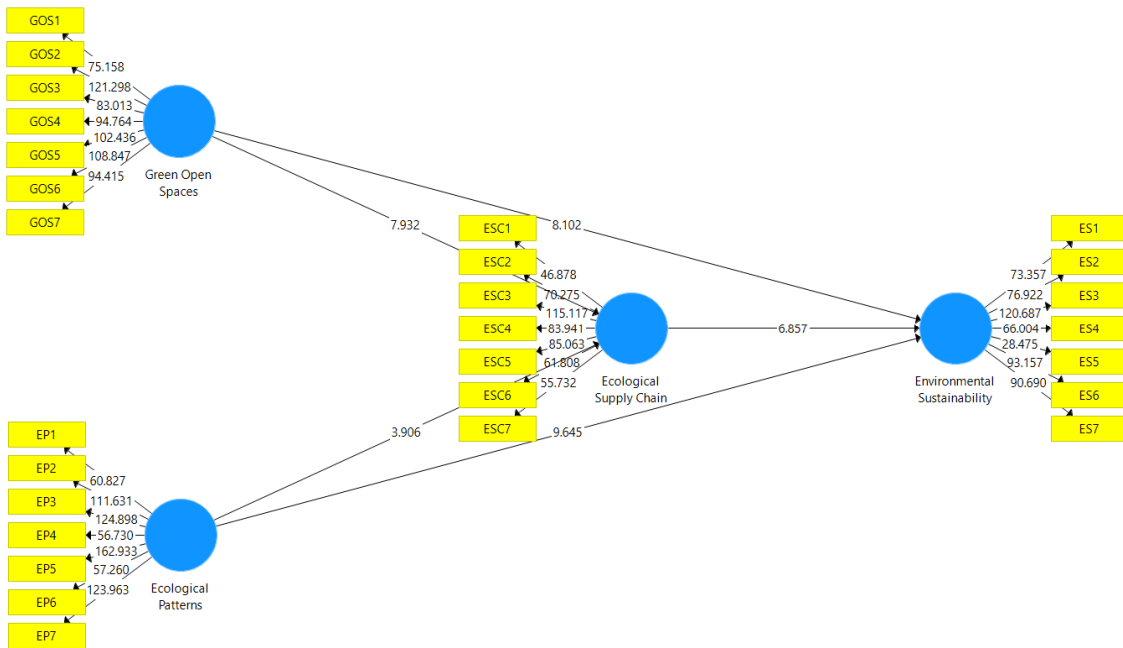 GOS1
GOS2
GOS3
GOS4
GOS5
GOS6
GOS7
75.158
121.298
83.013
94.764
102.436
108.847
94.415
Green Open
Spaces
7.932
8.102
ESC1
ESC2
ESC3
ESC4
ESC5
ESC6
ESC7
46.878
70.275
115.117
83.941
85.063
61.808
55.732
Ecological
Supply Chain
6.857
ES1
ES2
ES3
ES4
ES5
ES6
ES7
73.357
76.922
120.687
66.004
28.475
93.157
90.690
Environmental
Sustainability
3.906
9.645
EP1
EP2
EP3
EP4
EP5
EP6
EP7
60.827
111.631
124.898
56.730
162.933
57.260
123.963
Ecological
Patterns